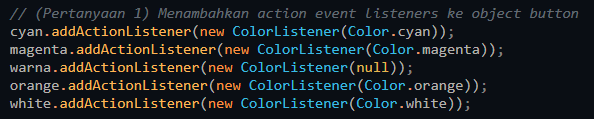 // (Pertanyaan 1) Menambahkan action event listeners ke object button
cyan.addActionListener(new ColorListener(Color.cyan));
magenta.addActionListener(new ColorListener(Color.magenta));
warna.addActionListener(new ColorListener(null));
orange.addActionListener(new ColorListener(Color.orange));
white.addActionListener(new ColorListener(Color.white));